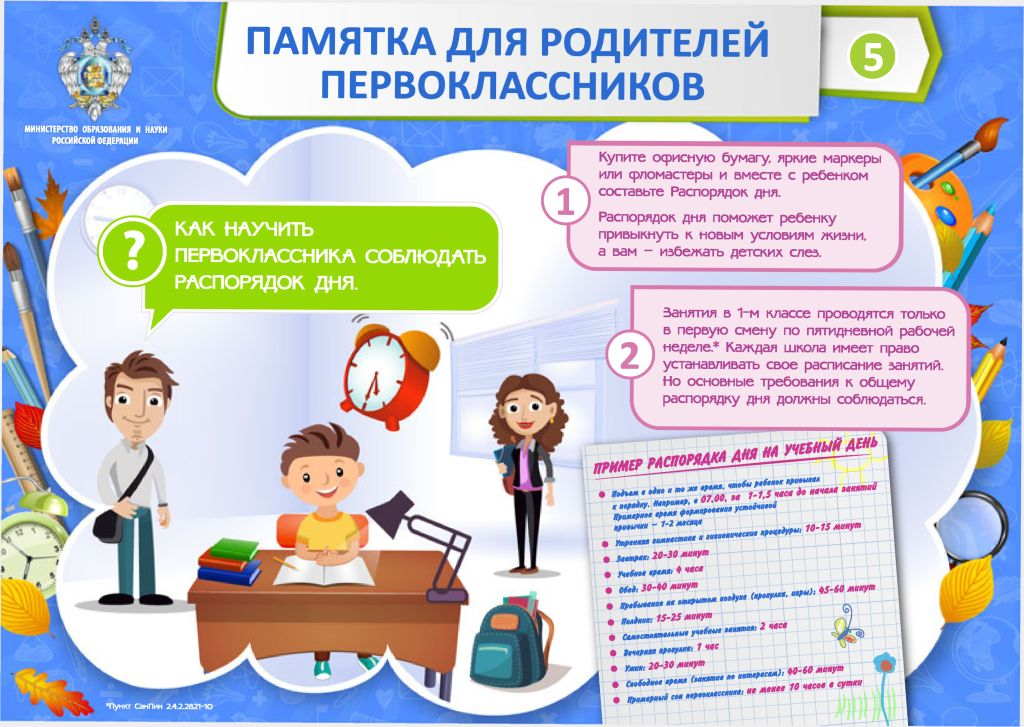 МИНИСТЕРСТВО ОБРАЗОВАНИЯ И НАУКИ
РОССИЙСКОЙ ФЕДЕРАЦИИ
ПАМЯТКА ДЛЯ РОДИТЕЛЕЙ
ПЕРВОКЛАССНИКОВ
5
?
КАК НАУЧИТЬ
ПЕРВОКЛАССНИКА СОБЛЮДАТЬ
РАСПОРЯДОК ДНЯ.
1
Купите офисную бумагу, яркие маркеры
или фломастеры и вместе с ребенком
составьте Распорядок дня.
Распорядок дня поможет ребенку
привыкнуть к новым условиям жизни,
а вам – избежать детских слез.
2
Занятия в 1-м классе проводятся только
в первую смену по пятидневной рабочей
неделе.* Каждая школа имеет право
устанавливать свое расписание занятий.
Но основные требования к общему
распорядку дня должны соблюдаться.
ПРИМЕР РАСПОРЯДКА ДНЯ НА УЧЕБНЫЙ ДЕНЬ
Подъем в одно и то же время, чтобы ребенок привыкал
к порядку. Например, в 07.00, за 1-1,5 часа до начала занятий
Примерное время формирования устойчивой
привычки – 1-2 месяца
Утренняя гимнастика и гигиенические процедуры: 10-15 минут
Завтрак: 20-30 минут
Учебное время: 4 часа
Обед: 30-40 минут
Пребывание на открытом воздухе (прогулка, игры): 45-60 минут
Полдник: 15-25 минут
Самостоятельные учебные занятия: 2 часа
Вечерняя прогулка: 1 час
Ужин: 20-30 минут
Свободное время (занятие по интересам): 40-60 минут
Примерный сон первоклассника: не менее 10 часов в сутки
*Пункт СанПин 2.4.2.2821-10